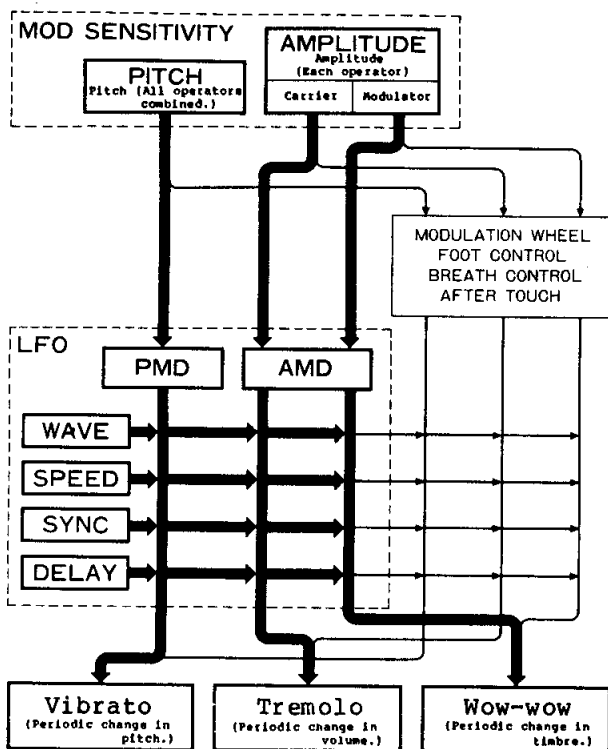 MOD SENSITIVITY
AMPLITUDE
Amplitude
(Each operator)
Carrier
Modulator
PITCH
Pitch (All operators
combined.)
MODULATION WHEEL
FOOT CONTROL
BREATH CONTROL
AFTER TOUCH
LFO
PMD
AMD
WAVE
SPEED
SYNC
DELAY
Vibrato
(Periodic change in
pitch.)
Tremolo
(Periodic change in
volume.)
Wow-wow
(Periodic change in
timbre.)